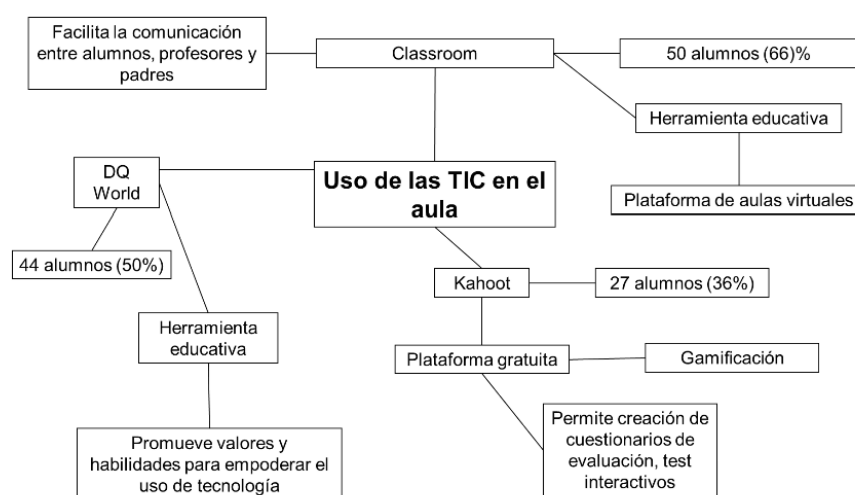 Facilita la comunicación
entre alumnos, profesores y
padres
Classroom
50 alumnos (66)%
Herramienta educativa
Plataforma de aulas virtuales
DQ
World
Uso de las TIC en el
aula
44 alumnos (50%)
Kahoot
27 alumnos (36%)
Herramienta
educativa
Plataforma gratuita
Gamificación
Promueve valores y
habilidades para empoderar el
uso de tecnología
Permite creación de
cuestionarios de
evaluación, test
interactivos